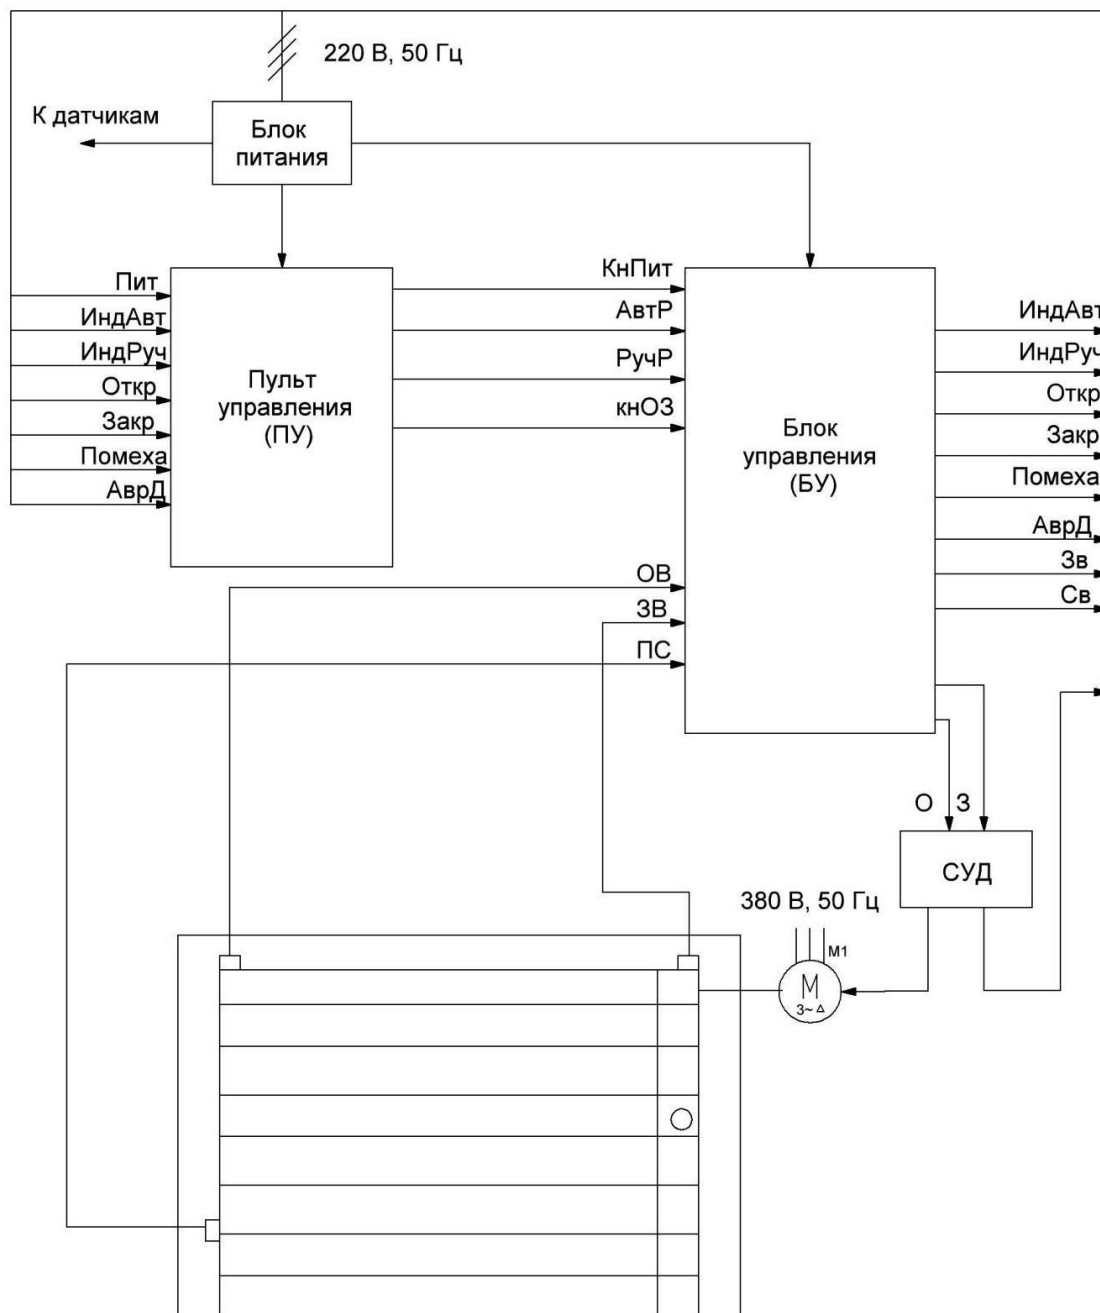 220 В, 50 Гц
К датчикам
Блок
питания
Пит
ИндАвт
ИндРуч
Откр
Закр
Помеха
АврД
Пульт
управления
(ПУ)
КнПит
АвтР
РучР
кнОЗ
ОВ
ЗВ
ПС
Блок
управления
(БУ)
ИндАвт
ИндРуч
Откр
Закр
Помеха
АврД
Зв
Св
О З
СУД
380 В, 50 Гц
М1
М
3~ Δ